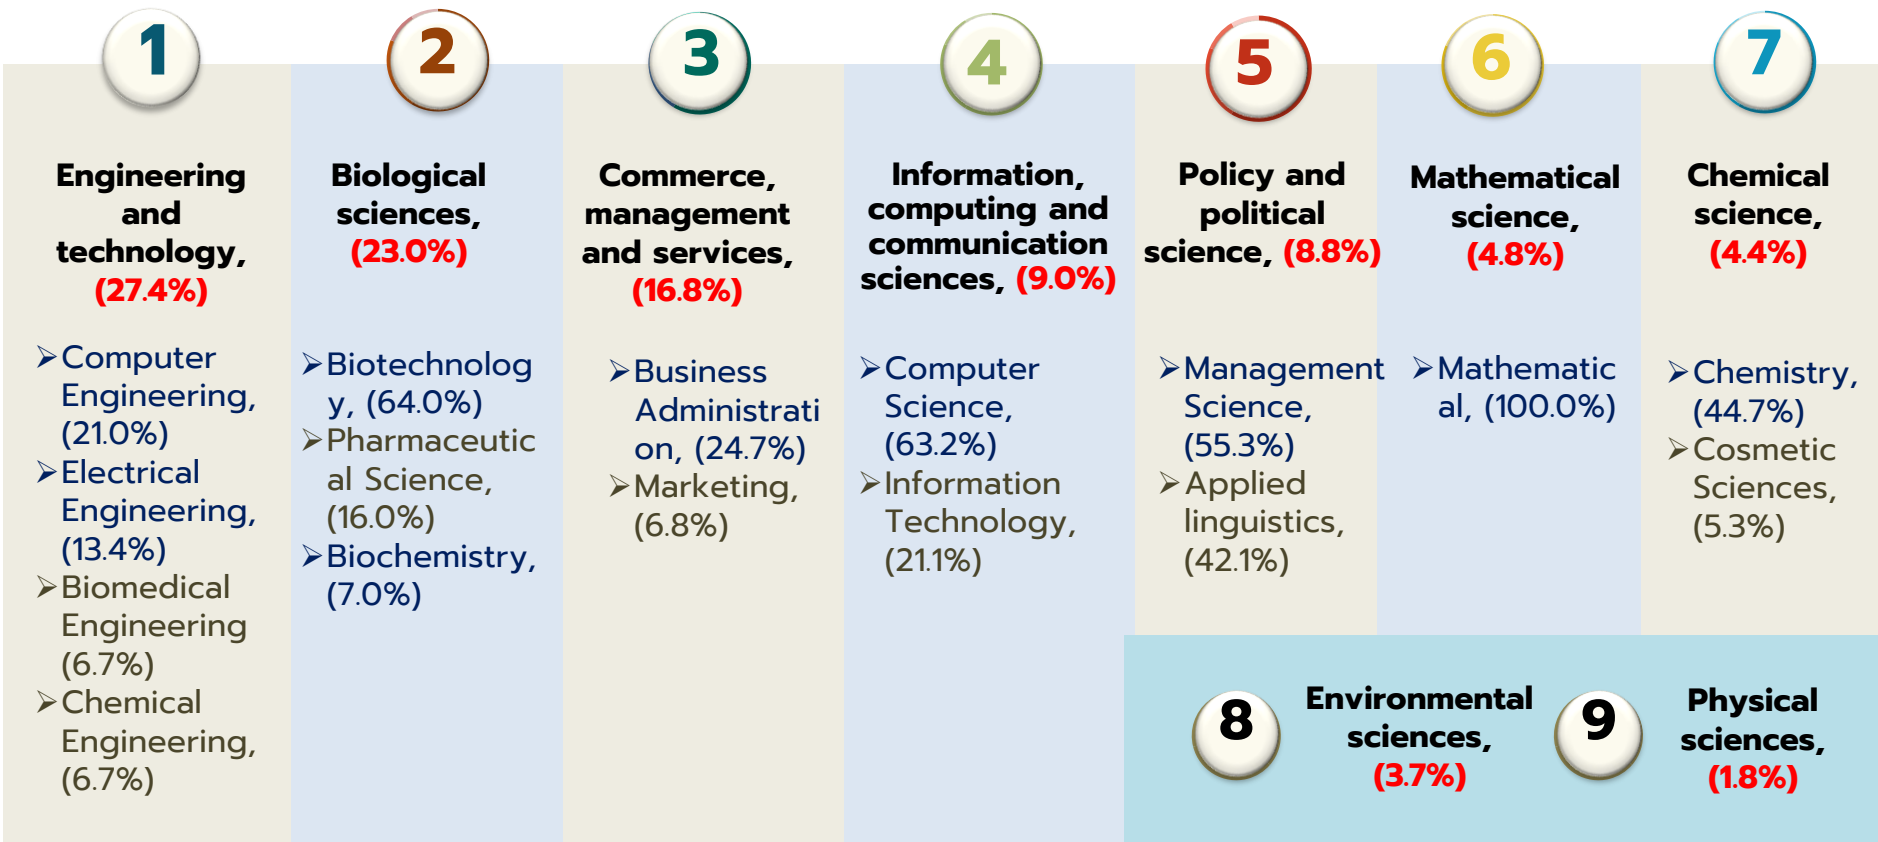 1
Engineering
and
technology,
(27.4%)
➢Computer
Engineering,
(21.0%)
➢Electrical
Engineering,
(13.4%)
➢Biomedical
Engineering
(6.7%)
➢Chemical
Engineering,
(6.7%)
2
Biological
sciences,
(23.0%)
➢Biotechnolog
y, (64.0%)
➢Pharmaceutic
al Science,
(16.0%)
➢Biochemistry,
(7.0%)
3
Commerce,
management
and services,
(16.8%)
➢Business
Administrati
on, (24.7%)
➢Marketing,
(6.8%)
4
Information,
computing and
communication
sciences, (9.0%)
➢Computer
Science,
(63.2%)
➢Information
Technology,
(21.1%)
5
Policy and
political
science, (8.8%)
➢Management
Science,
(55.3%)
➢Applied
linguistics,
(42.1%)
6
Mathematical
science,
(4.8%)
➢Mathematic
al, (100.0%)
7
Chemical
science,
(4.4%)
➢Chemistry,
(44.7%)
➢Cosmetic
Sciences,
(5.3%)
8
Environmental
sciences,
(3.7%)
9
Physical
sciences,
(1.8%)